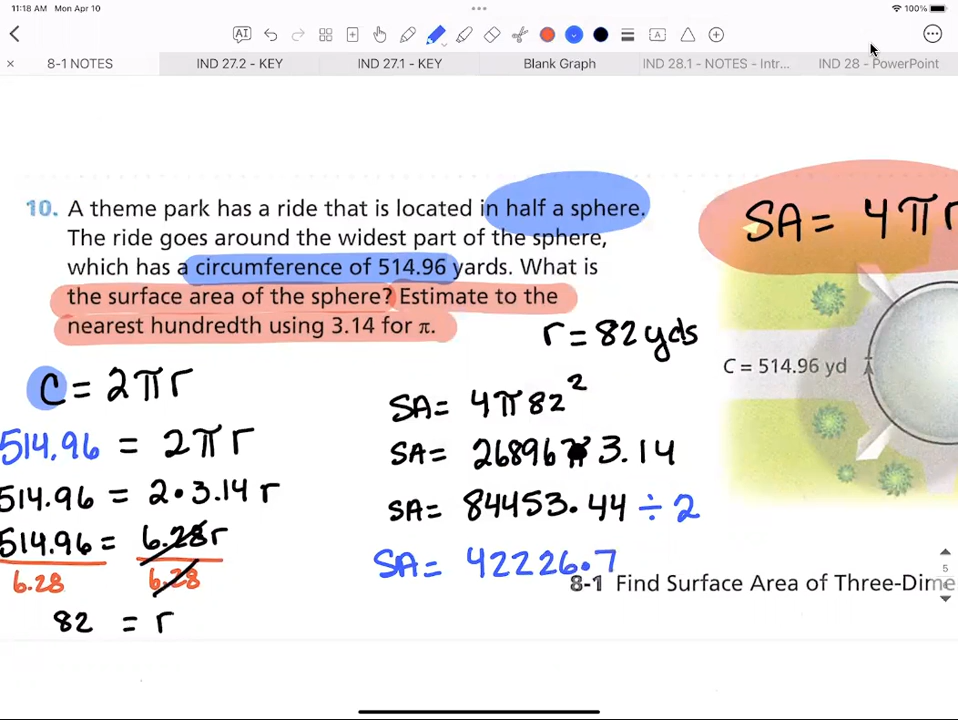 11:18 AM Mon Apr 10
100%
AI
8-1 NOTES
IND 27.2 - KEY
IND 27.1 - KEY
Blank Graph
IND 28.1 - NOTES - Intr...
IND 28 - PowerPoint
10. A theme park has a ride that is located in half a sphere.
The ride goes around the widest part of the sphere,
which has a circumference of 514.96 yards. What is
the surface area of the sphere? Estimate to the
nearest hundredth using 3.14 for π.
SA= 4πr
r=82yds
C = 514.96 yd
C = 2πr
514.96 = 2πr
514.96 = 2•3.14 r
514.96 = 6.28r
6.28 6.28
82 = r
SA= 4π82²
SA= 26896 3.14
SA= 84453.44 ÷ 2
SA= 42226.7
8-1 Find Surface Area of Three-Dime
5